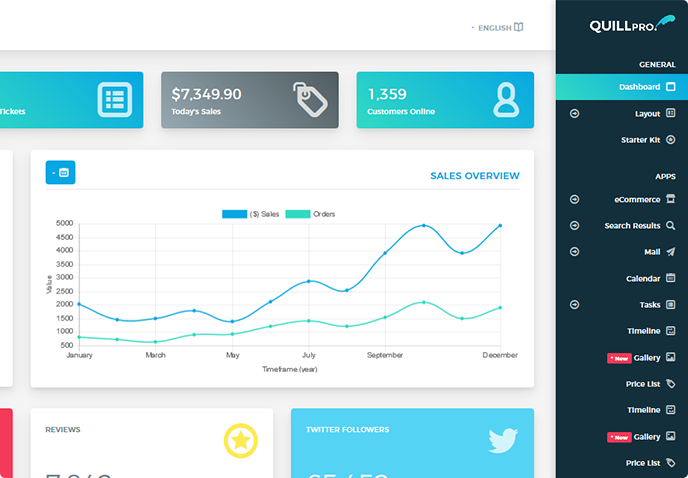 - ENGLISH
QUILLPRO.
GENERAL
Dashboard
Layout
Starter Kit
APPS
eCommerce
Search Results
Mail
Calendar
Tasks
Timeline
* New Gallery
Price List
Timeline
* New Gallery
Price List
Tickets
$7,349.90
Today's Sales
1,359
Customers Online
SALES OVERVIEW
($) Sales
Orders
Value
5000
4500
4000
3500
3000
2500
2000
1500
1000
500
January
March
May
July
September
December
Timeframe (year)
REVIEWS
TWITTER FOLLOWERS